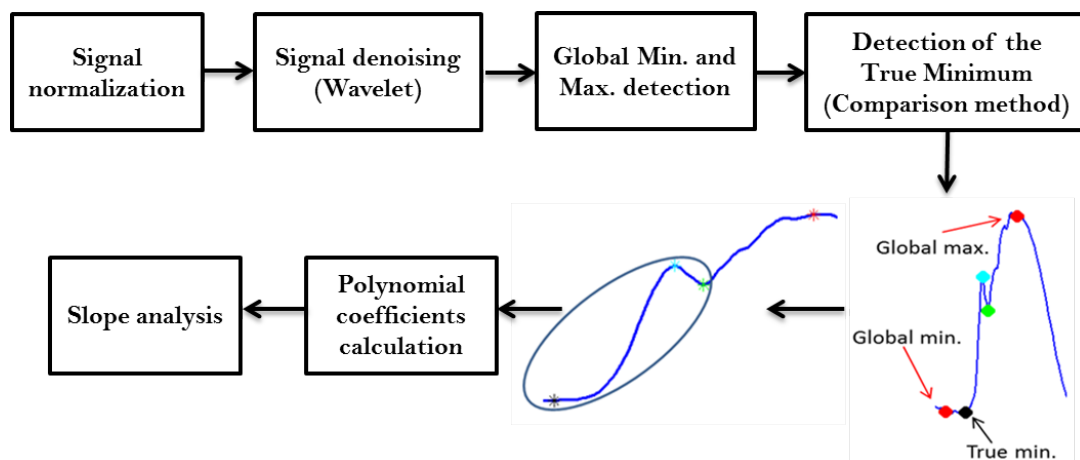 Signal
normalization
Signal denoising
(Wavelet)
Global Min. and
Max. detection
Detection of the
True Minimum
(Comparison method)
Global max.
Global min.
True min.
Polynomial
coefficients
calculation
Slope analysis